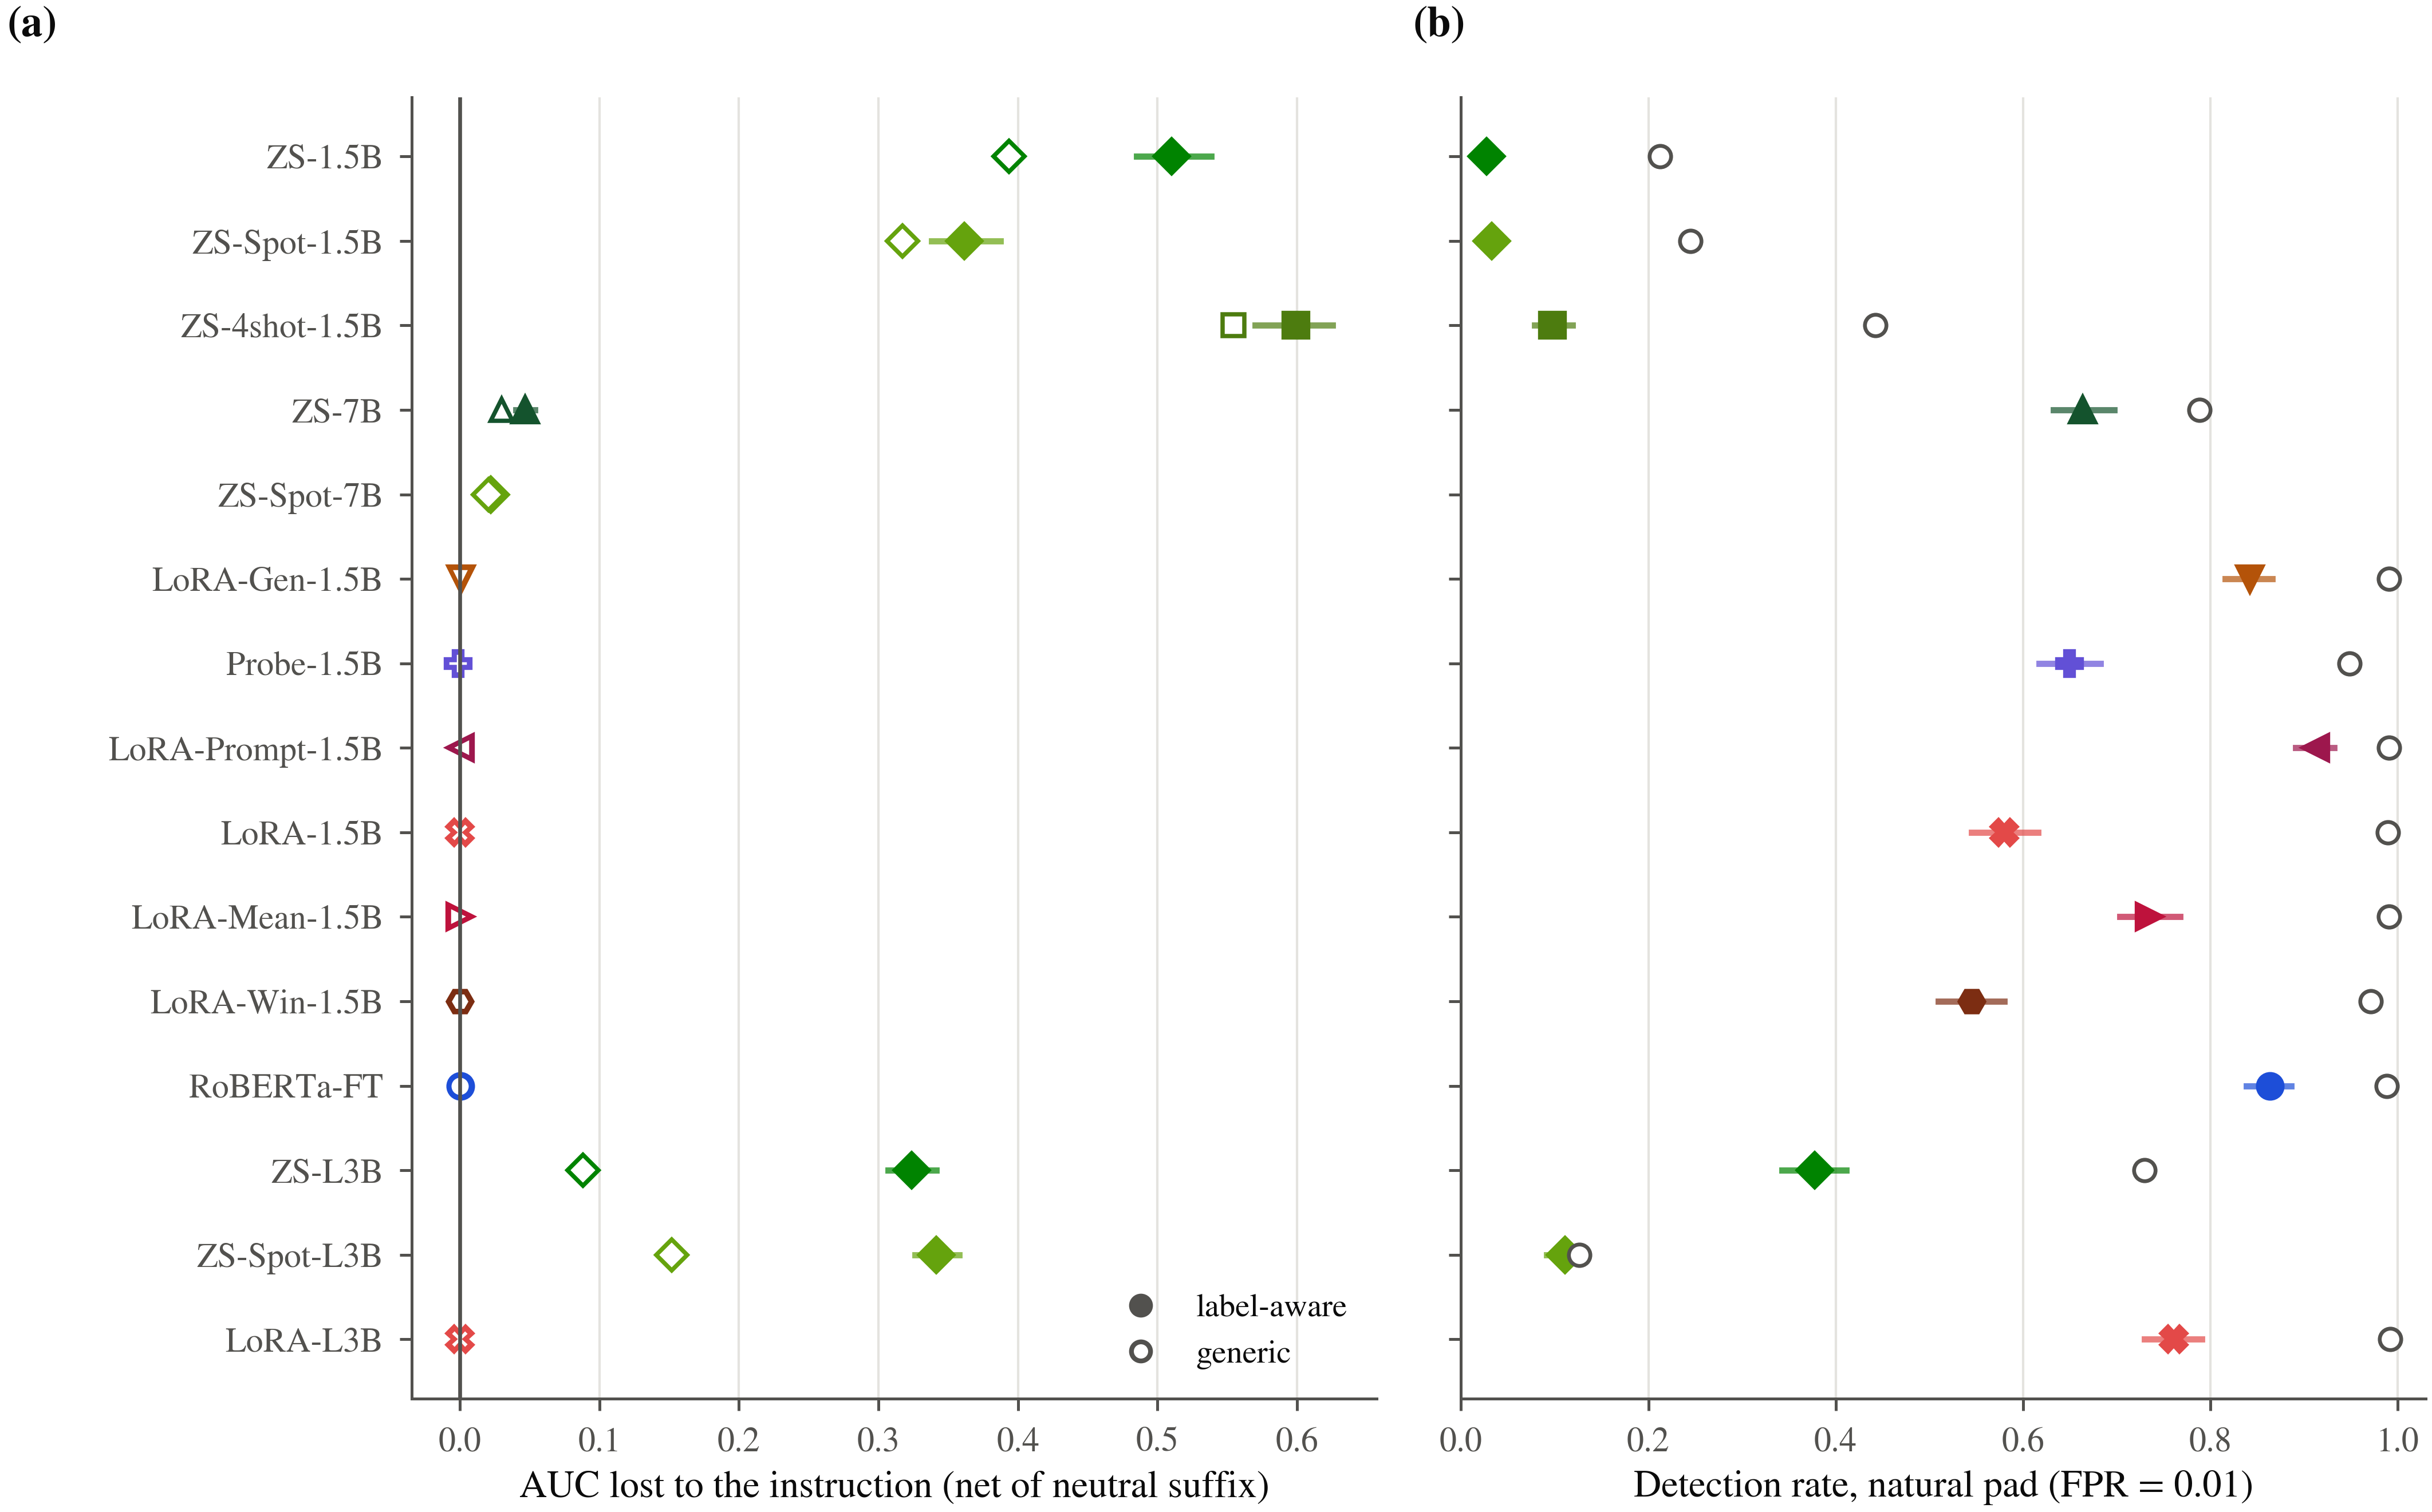 (a)
(b)
ZS-1.5B
ZS-Spot-1.5B
ZS-4shot-1.5B
ZS-7B
ZS-Spot-7B
LoRA-Gen-1.5B
Probe-1.5B
LoRA-Prompt-1.5B
LoRA-1.5B
LoRA-Mean-1.5B
LoRA-Win-1.5B
RoBERTa-FT
ZS-L3B
ZS-Spot-L3B
LoRA-L3B
label-aware
generic
0.0 0.1 0.2 0.3 0.4 0.5 0.6
AUC lost to the instruction (net of neutral suffix)
0.0 0.2 0.4 0.6 0.8 1.0
Detection rate, natural pad (FPR = 0.01)